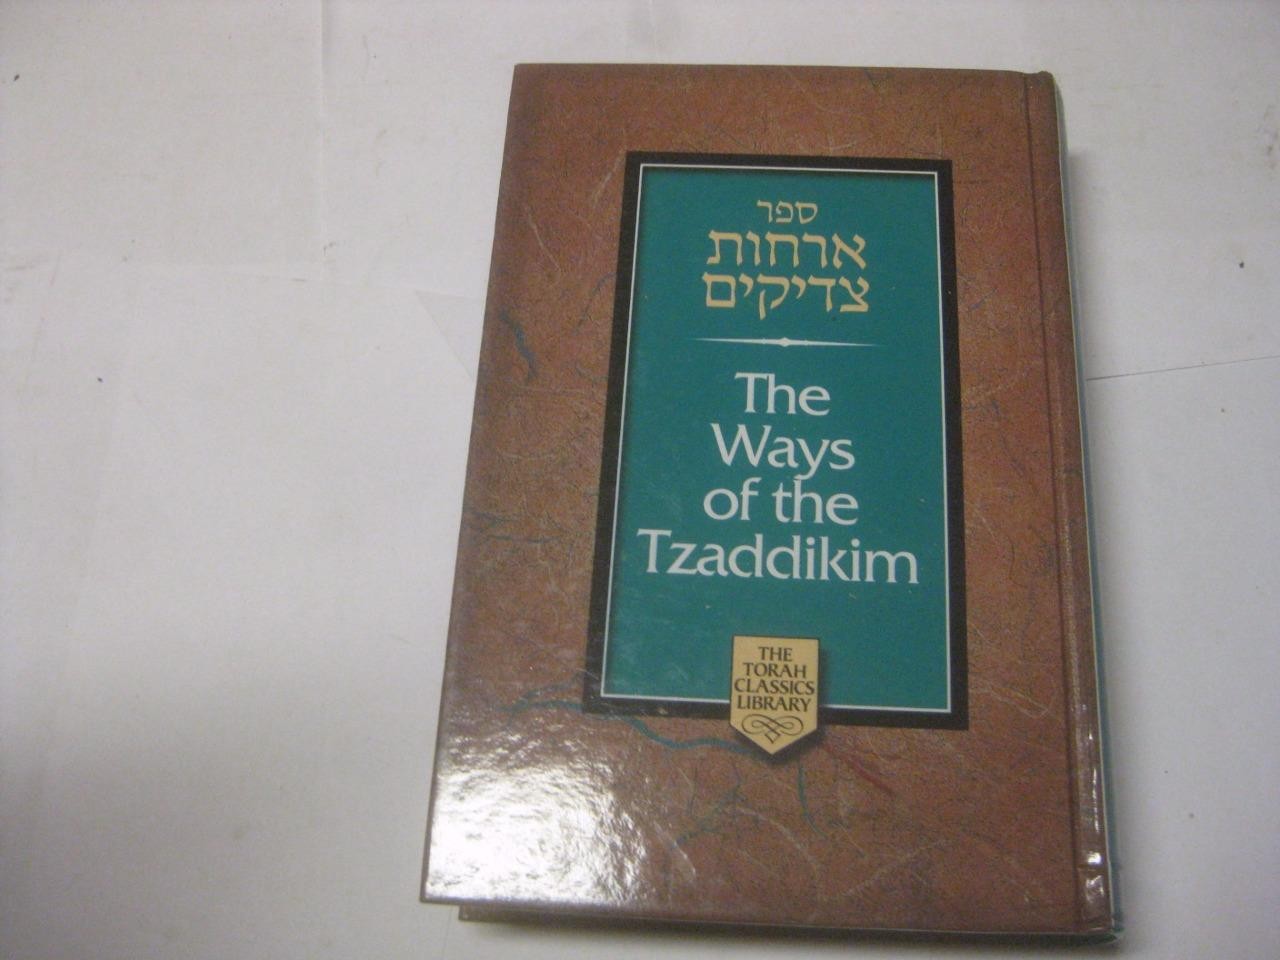 ספר
ארחות
צדיקים
The
Ways
of the
Tzaddikim
THE
TORAH
CLASSICS
LIBRARY